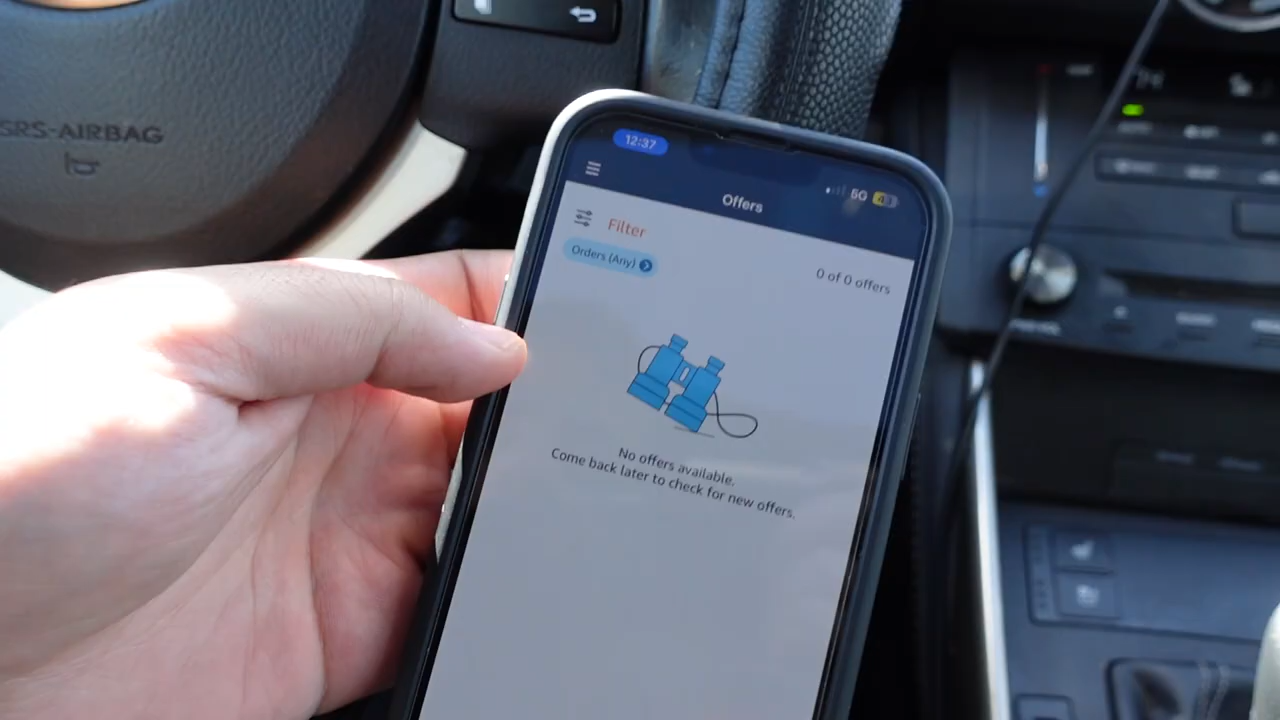 SRS-AIRBAG
12:37
5G
Offers
Filter
Orders (Any)
0 of 0 offers
No offers available.
Come back later to check for new offers.